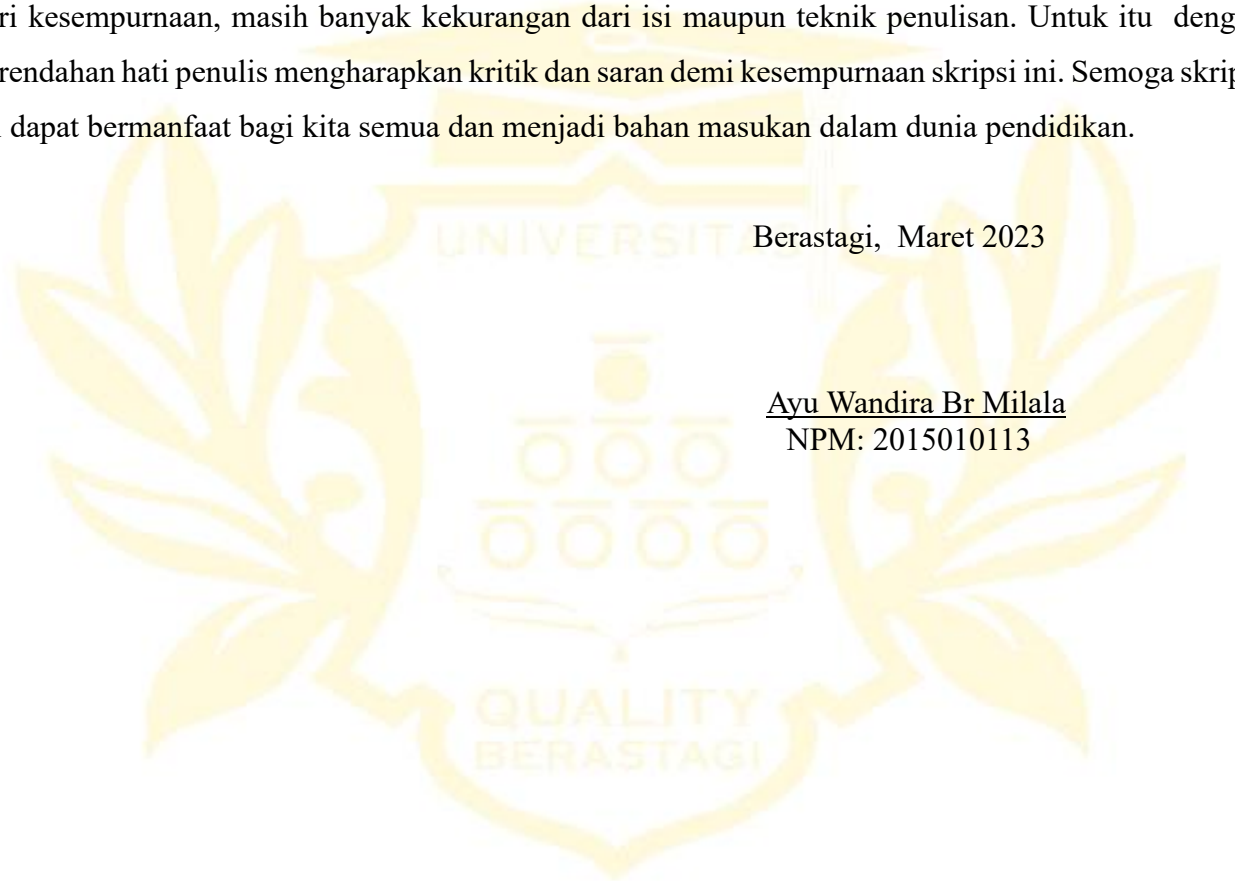 ri kesempurnaan, masih banyak kekurangan dari isi maupun teknik penulisan. Untuk itu deng
rendahan hati penulis mengharapkan kritik dan saran demi kesempurnaan skripsi ini. Semoga skrip
dapat bermanfaat bagi kita semua dan menjadi bahan masukan dalam dunia pendidikan.
UNIVERSITAS
Berastagi, Maret 2023
Ayu Wandira Br Milala
NPM: 2015010113
QUALITY
BERASTAGI